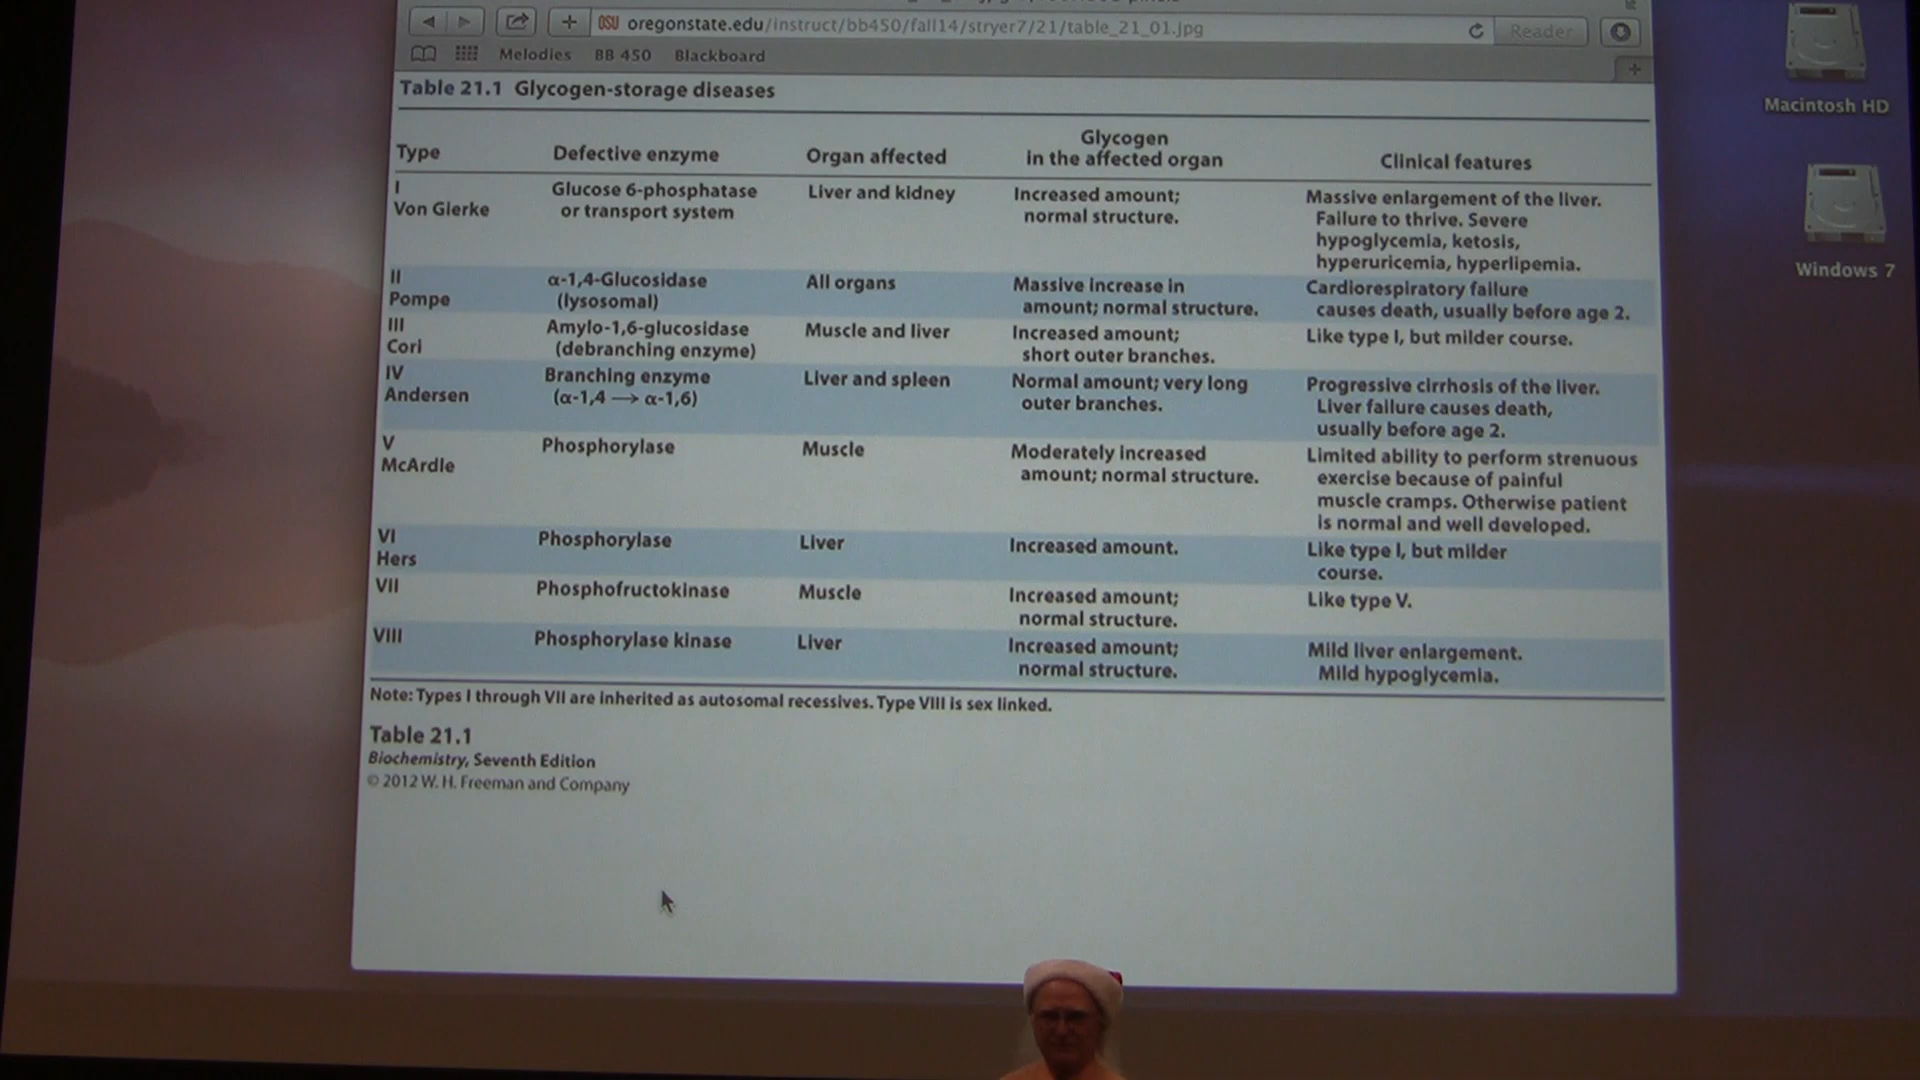 oregonstate.edu/instruct/bb450/fall14/stryer7/21/table_21_01.jpg
Reader
Melodies BB 450 Blackboard
Macintosh HD
Windows 7
Table 21.1 Glycogen-storage diseases
Glycogen
Type Defective enzyme Organ affected in the affected organ Clinical features
I Glucose 6-phosphatase Liver and kidney Increased amount; Massive enlargement of the liver.
Von Gierke or transport system normal structure. Failure to thrive. Severe
hypoglycemia, ketosis,
hyperuricemia, hyperlipemia.
II α-1,4-Glucosidase All organs Massive increase in Cardiorespiratory failure
Pompe (lysosomal) amount; normal structure. causes death, usually before age 2.
III Amylo-1,6-glucosidase Muscle and liver Increased amount; Like type I, but milder course.
Cori (debranching enzyme) short outer branches.
IV Branching enzyme Liver and spleen Normal amount; very long Progressive cirrhosis of the liver.
Andersen (α-1,4 ⟶ α-1,6) outer branches. Liver failure causes death,
usually before age 2.
V Phosphorylase Muscle Moderately increased Limited ability to perform strenuous
McArdle amount; normal structure. exercise because of painful
muscle cramps. Otherwise patient
is normal and well developed.
VI Phosphorylase Liver Increased amount. Like type I, but milder
Hers course.
VII Phosphofructokinase Muscle Increased amount; Like type V.
normal structure.
VIII Phosphorylase kinase Liver Increased amount; Mild liver enlargement.
normal structure. Mild hypoglycemia.
Note: Types I through VII are inherited as autosomal recessives. Type VIII is sex linked.
Table 21.1
Biochemistry, Seventh Edition
© 2012 W. H. Freeman and Company